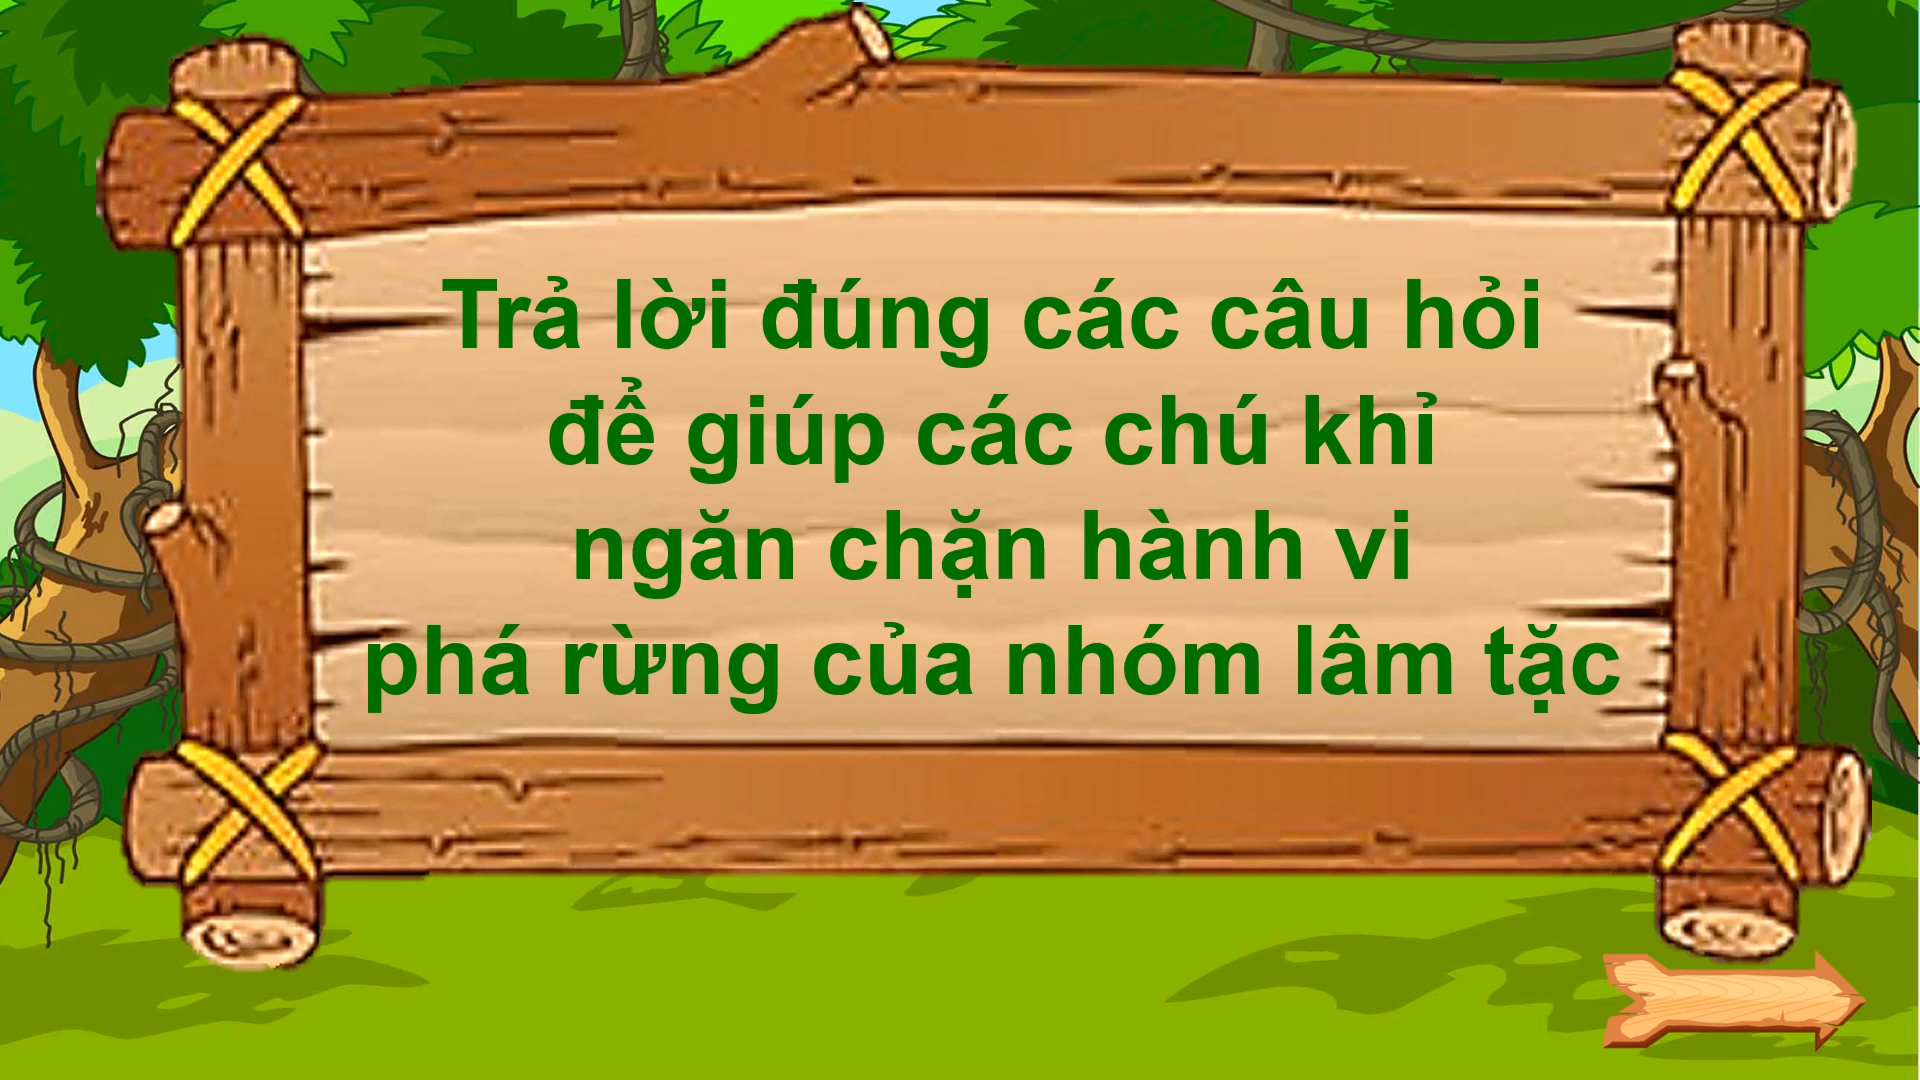 Trả lời đúng các câu hỏi
để giúp các chú khỉ
ngăn chặn hành vi
phá rừng của nhóm lâm tặc